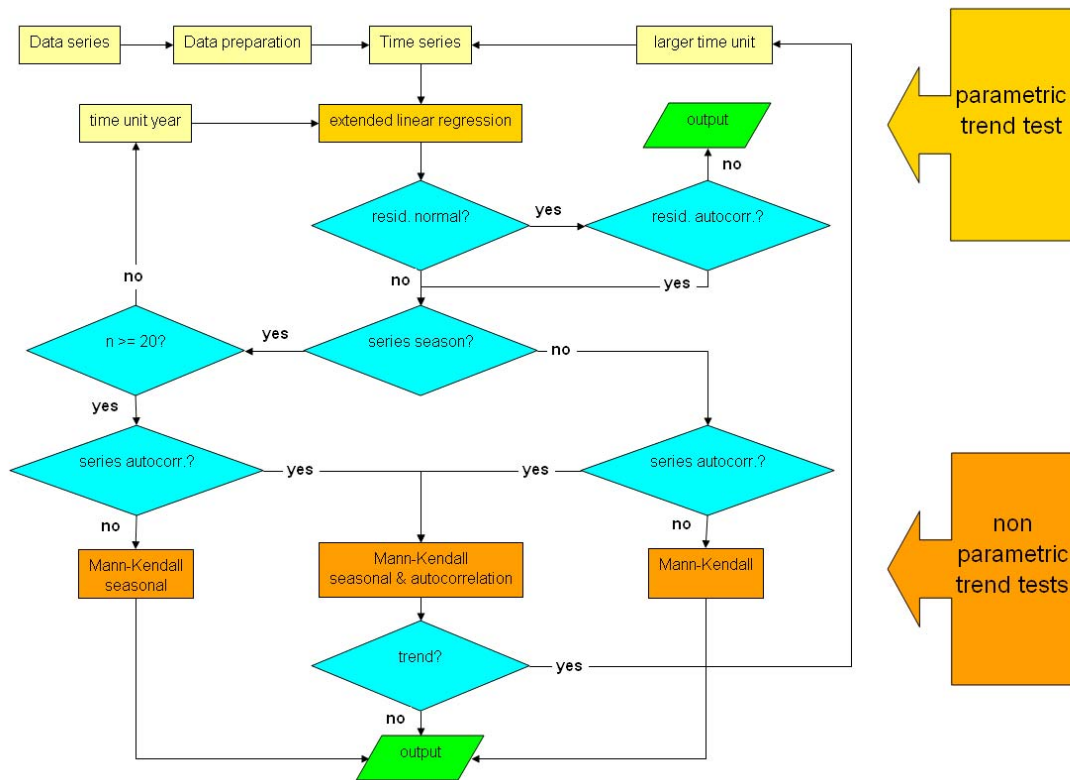 Data series
Data preparation
Time series
larger time unit
parametric
trend test
time unit year
extended linear regression
output
no
resid. normal?
yes
resid. autocorr.?
no
no
yes
n >= 20?
yes
series season?
no
yes
series autocorr.?
yes
yes
series autocorr.?
no
no
non
parametric
trend tests
Mann-Kendall
seasonal
Mann-Kendall
seasonal & autocorrelation
Mann-Kendall
trend?
yes
no
output